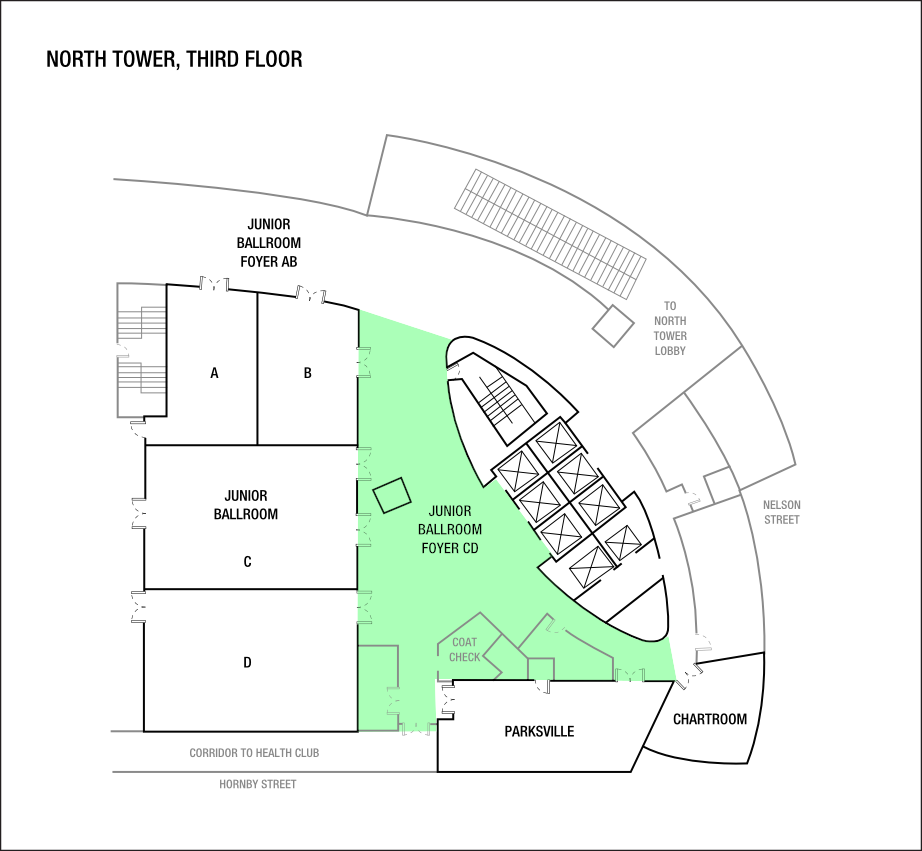 NORTH TOWER, THIRD FLOOR
JUNIOR
BALLROOM
FOYER AB
TO
NORTH
TOWER
LOBBY
A
B
JUNIOR
BALLROOM
C
JUNIOR
BALLROOM
FOYER CD
NELSON
STREET
COAT
CHECK
D
PARKSVILLE
CHARTROOM
CORRIDOR TO HEALTH CLUB
HORNBY STREET